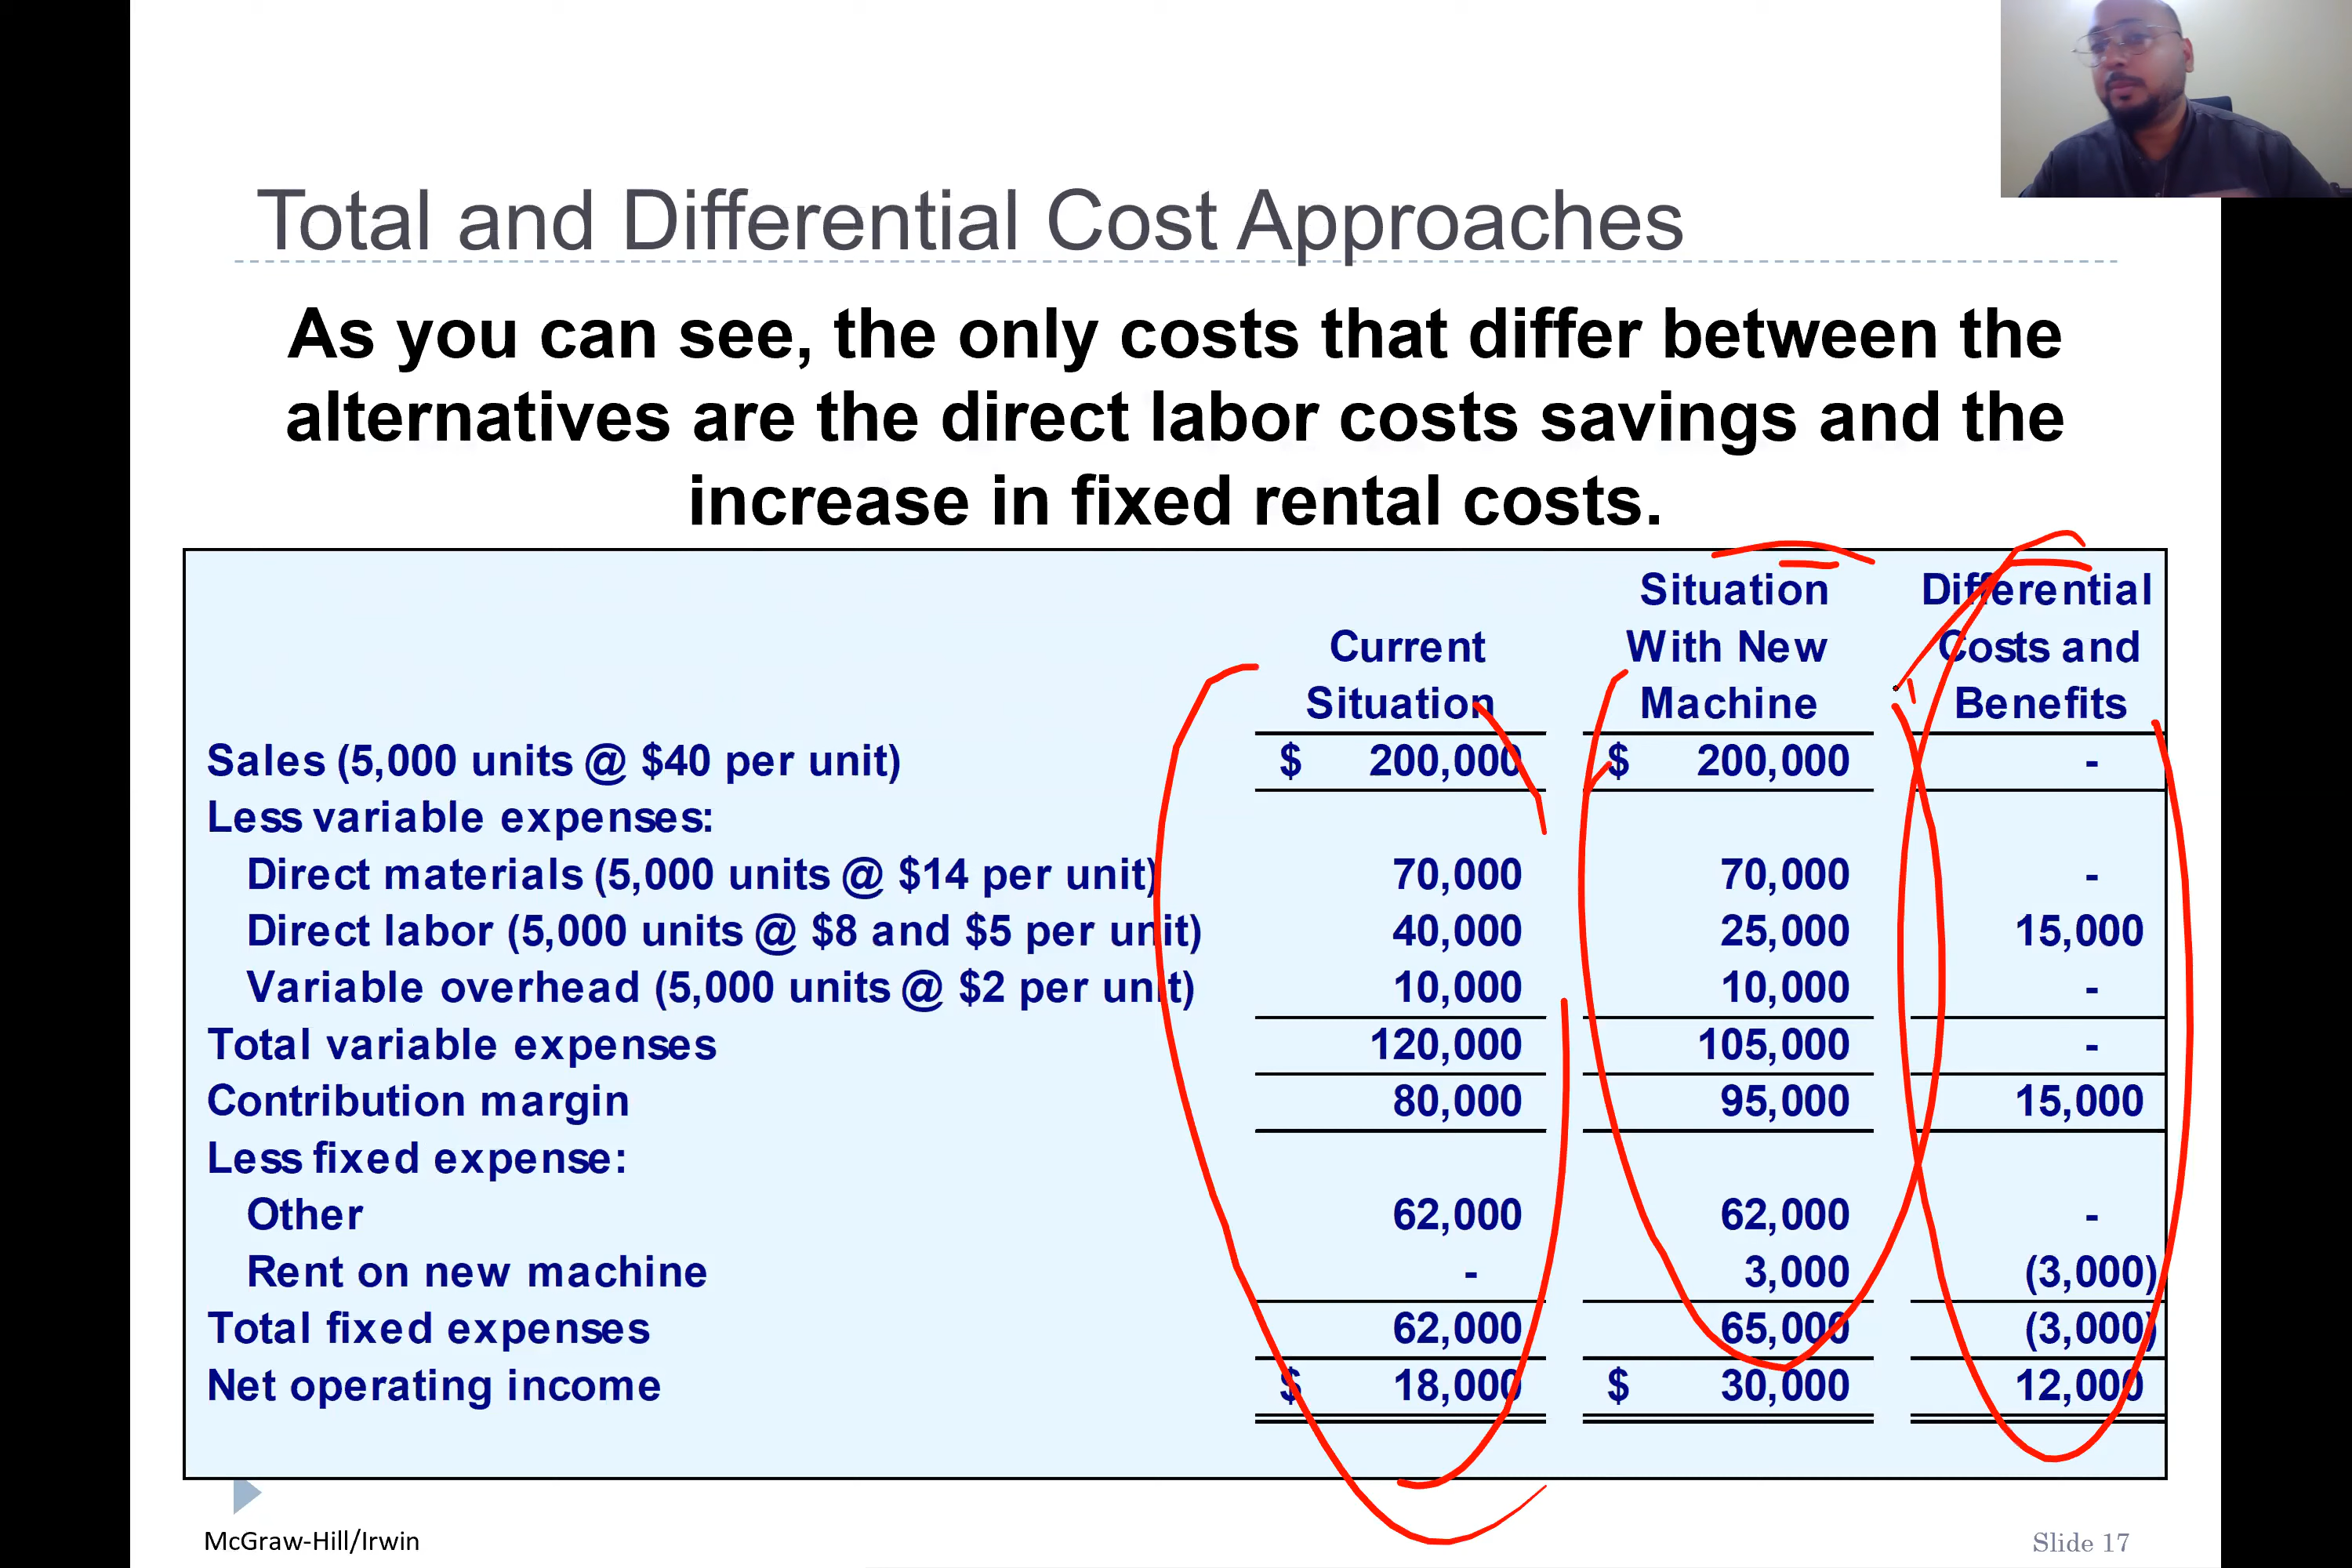 Total and Differential Cost Approaches
As you can see, the only costs that differ between the
alternatives are the direct labor costs savings and the
increase in fixed rental costs.
Situation Differential
Current With New Costs and
Situation Machine Benefits
Sales (5,000 units @ $40 per unit) $ 200,000 $ 200,000 -
Less variable expenses:
Direct materials (5,000 units @ $14 per unit) 70,000 70,000 -
Direct labor (5,000 units @ $8 and $5 per unit) 40,000 25,000 15,000
Variable overhead (5,000 units @ $2 per unit) 10,000 10,000 -
Total variable expenses 120,000 105,000 -
Contribution margin 80,000 95,000 15,000
Less fixed expense:
Other 62,000 62,000 -
Rent on new machine - 3,000 (3,000)
Total fixed expenses 62,000 65,000 (3,000)
Net operating income $ 18,000 $ 30,000 12,000
McGraw-Hill/Irwin
Slide 17